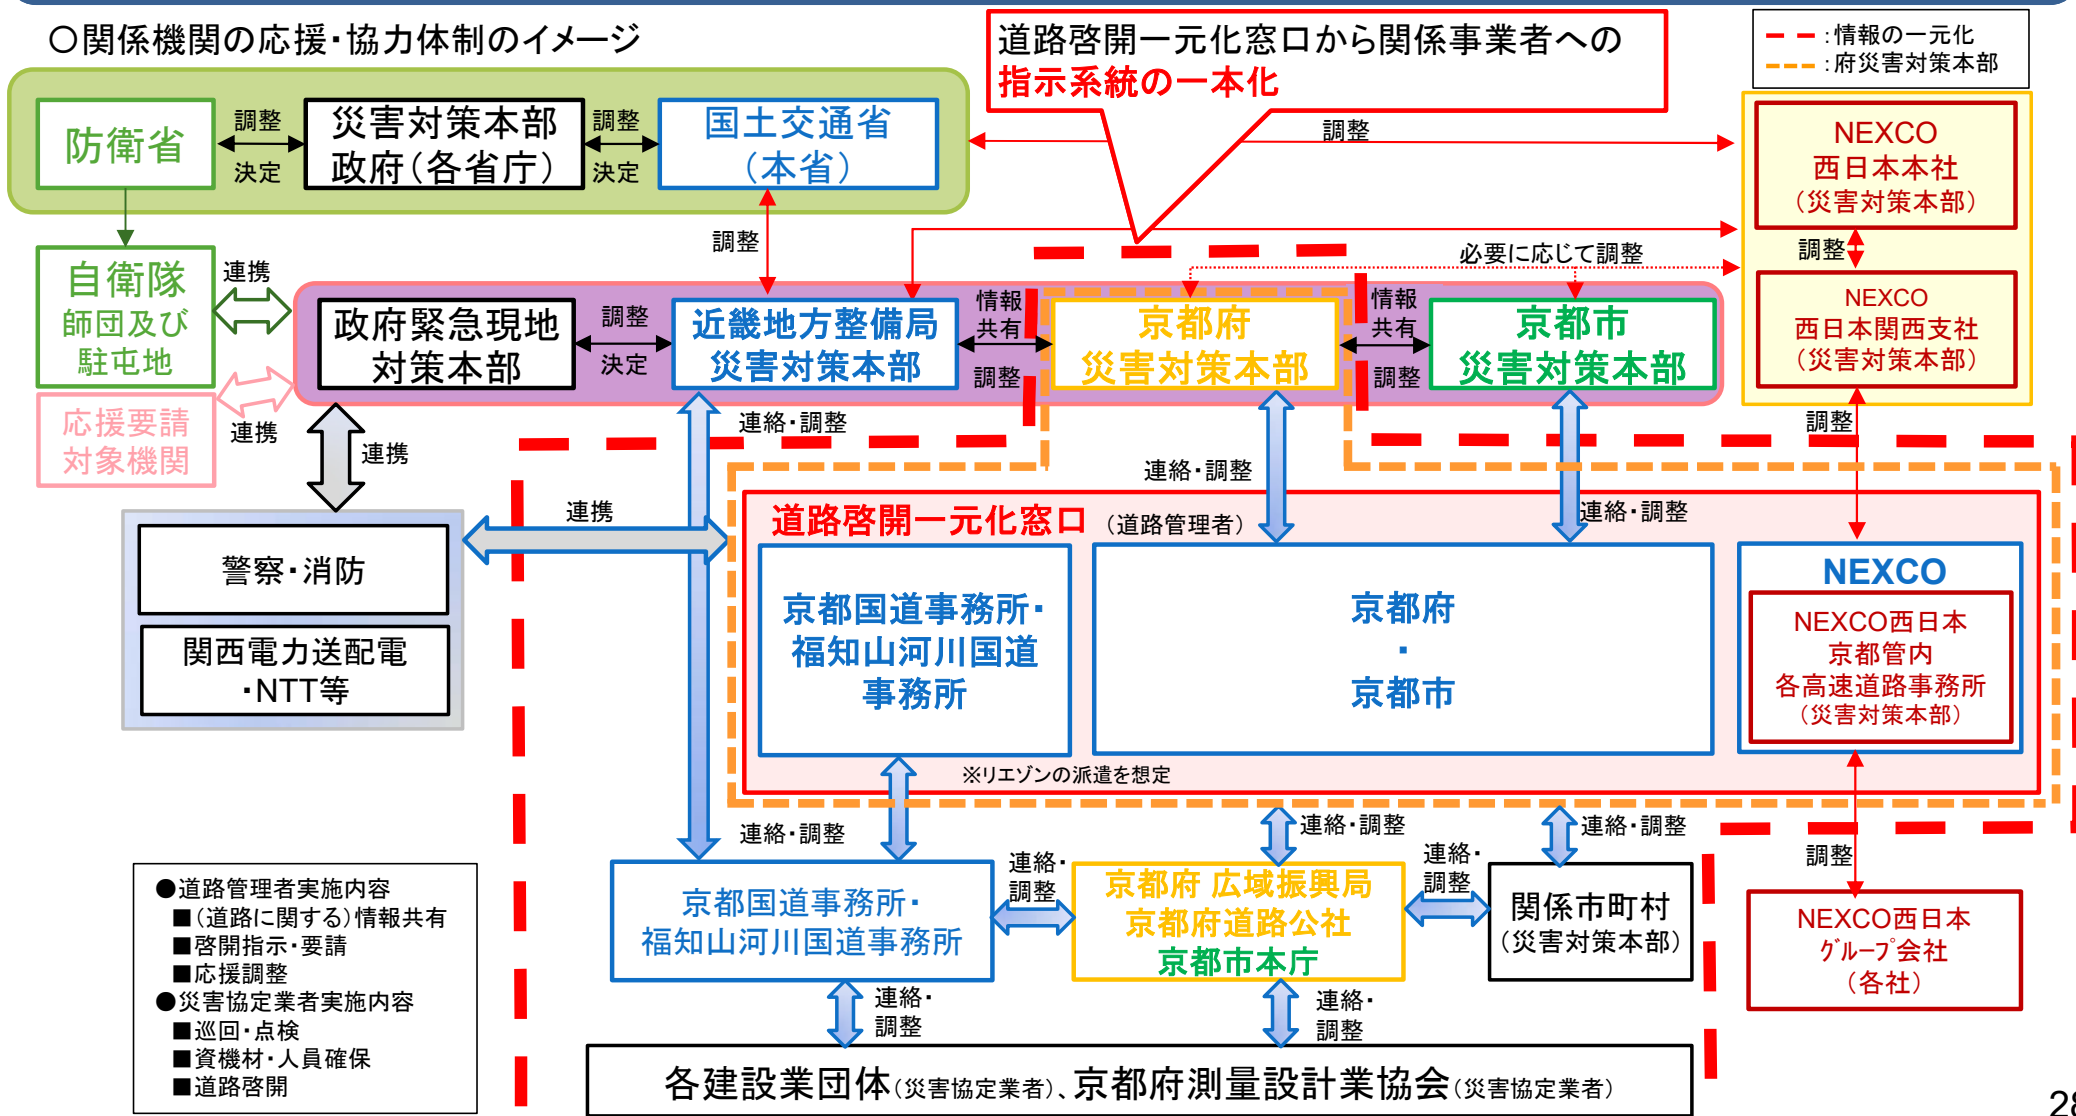 〇関係機関の応援・協力体制のイメージ
道路啓開一元化窓口から関係事業者への
指示系統の一本化
:情報の一元化
:府災害対策本部
防衛省
調整
決定
災害対策本部
政府(各省庁)
調整
決定
国土交通省
(本省)
調整
NEXCO
西日本本社
(災害対策本部)
調整
NEXCO
西日本関西支社
(災害対策本部)
調整
必要に応じて調整
自衛隊
師団及び
駐屯地
連携
応援要請
対象機関
連携
政府緊急現地
対策本部
調整
決定
近畿地方整備局
災害対策本部
情報
共有
調整
京都府
災害対策本部
情報
共有
調整
京都市
災害対策本部
連携
連絡・調整
連絡・調整
連絡・調整
調整
警察・消防
関西電力送配電
・NTT等
連携
道路啓開一元化窓口(道路管理者)
京都国道事務所・
福知山河川国道
事務所
京都府
・
京都市
NEXCO
NEXCO西日本
京都管内
各高速道路事務所
(災害対策本部)
※リエゾンの派遣を想定
連絡・調整
連絡・調整
連絡・調整
調整
京都国道事務所・
福知山河川国道事務所
連絡・
調整
京都府 広域振興局
京都府道路公社
京都市本庁
連絡・
調整
関係市町村
(災害対策本部)
NEXCO西日本
グループ会社
(各社)
連絡・
調整
連絡・
調整
各建設業団体(災害協定業者)、京都府測量設計業協会(災害協定業者)
●道路管理者実施内容
■(道路に関する)情報共有
■啓開指示・要請
■応援調整
●災害協定業者実施内容
■巡回・点検
■資機材・人員確保
■道路啓開
28